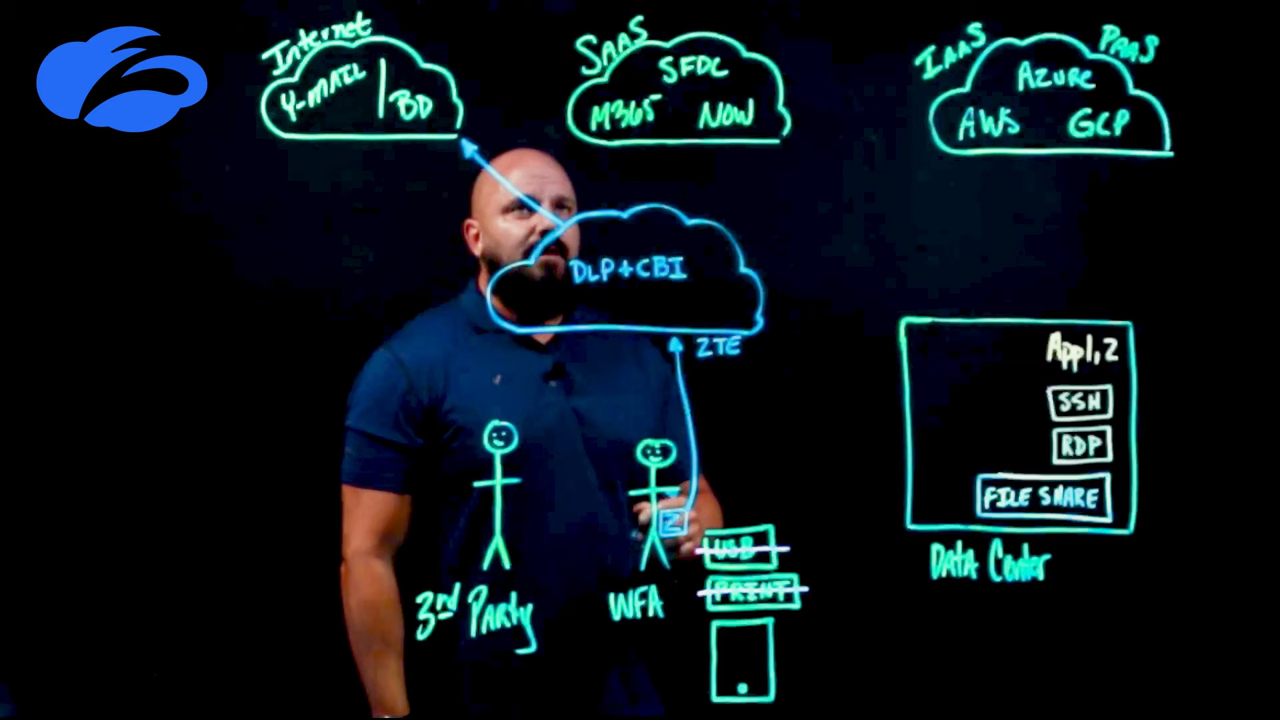 Internet
Y-MAIL | BD
SAAS
SFDC
M365 NOW
IAAS PAAS
AZURE
AWS GCP
DLP+CBI
ZTE
App1,2
SSH
RDP
FILE SHARE
DATA Center
Z
USB
PRINT
3rd Party
WFA